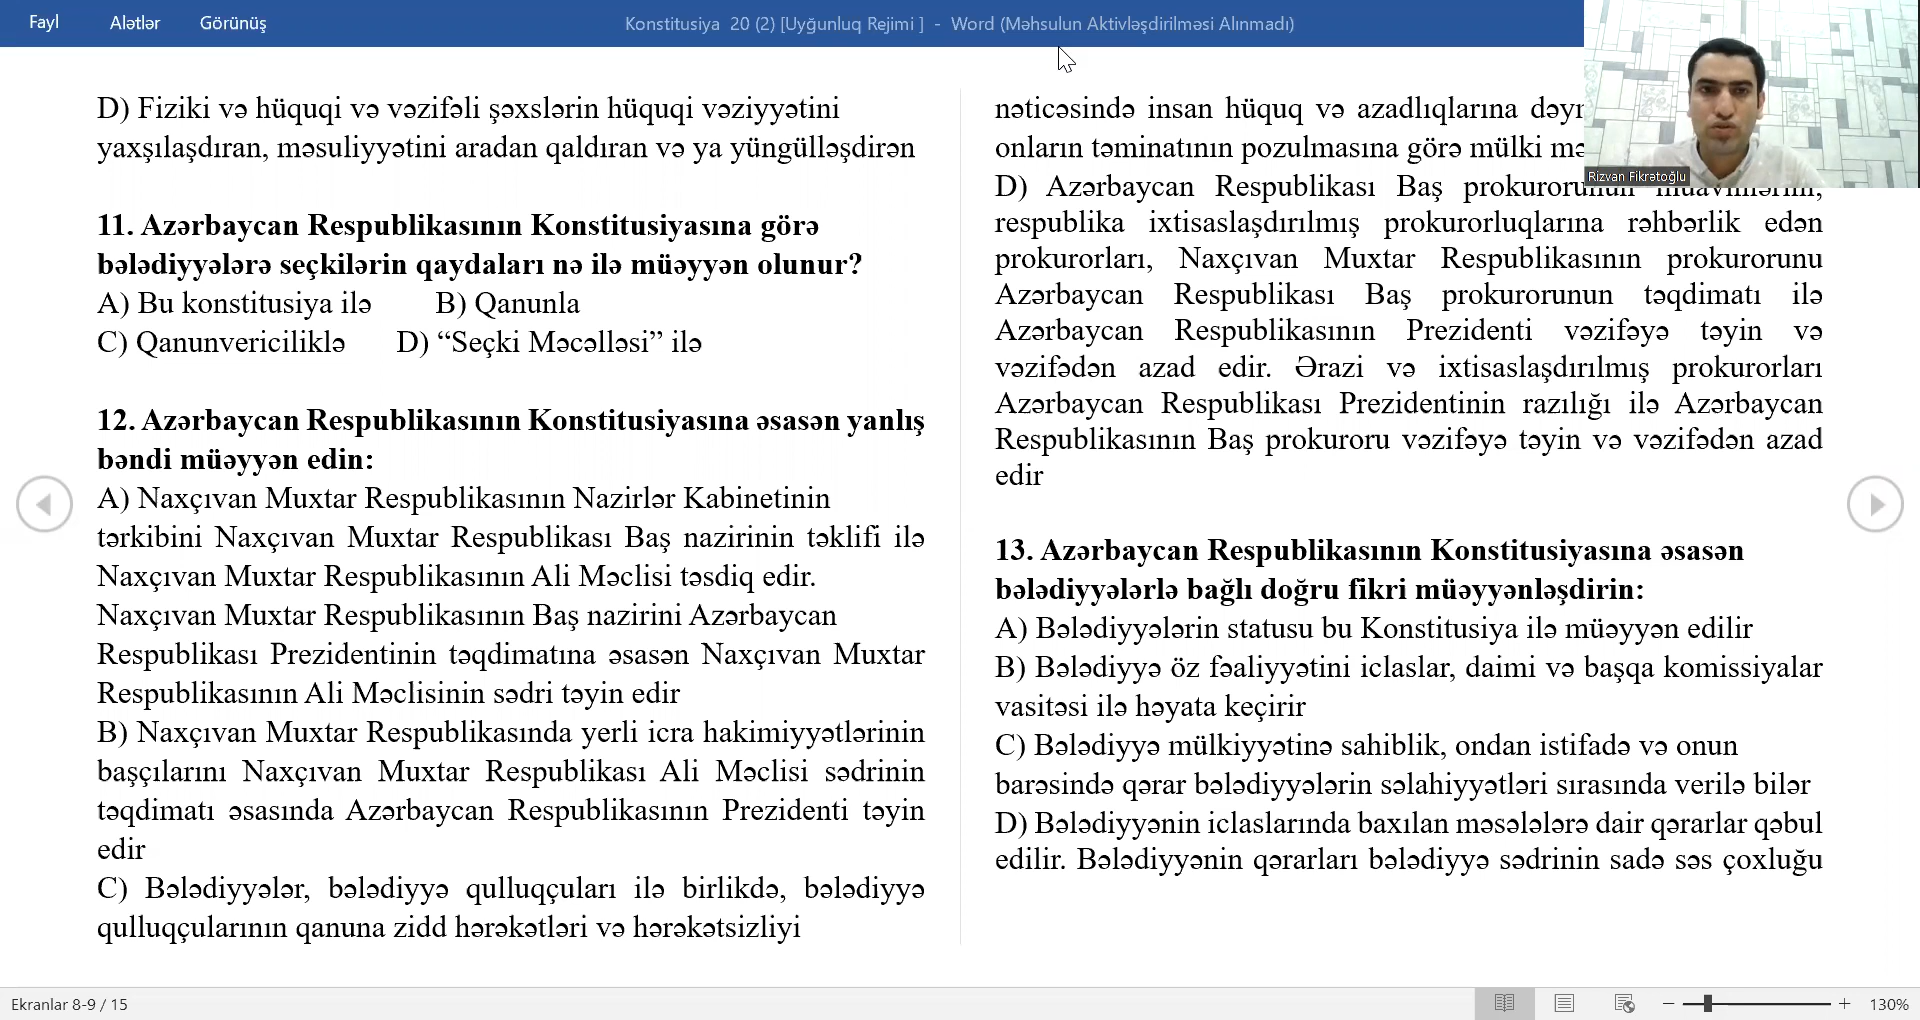 Fayl Alətlər Görünüş Konstitusiya 20 (2) [Uyğunluq Rejimi ] - Word (Məhsulun Aktivləşdirilməsi Alınmadı)
D) Fiziki və hüquqi və vəzifəli şəxslərin hüquqi vəziyyətini
yaxşılaşdıran, məsuliyyətini aradan qaldıran və ya yüngülləşdirən
11. Azərbaycan Respublikasının Konstitusiyasına görə
bələdiyyələrə seçkilərin qaydaları nə ilə müəyyən olunur?
A) Bu konstitusiya ilə B) Qanunla
C) Qanunvericiliklə D) “Seçki Məcəlləsi” ilə
12. Azərbaycan Respublikasının Konstitusiyasına əsasən yanlış
bəndi müəyyən edin:
A) Naxçıvan Muxtar Respublikasının Nazirlər Kabinetinin
tərkibini Naxçıvan Muxtar Respublikası Baş nazirinin təklifi ilə
Naxçıvan Muxtar Respublikasının Ali Məclisi təsdiq edir.
Naxçıvan Muxtar Respublikasının Baş nazirini Azərbaycan
Respublikası Prezidentinin təqdimatına əsasən Naxçıvan Muxtar
Respublikasının Ali Məclisinin sədri təyin edir
B) Naxçıvan Muxtar Respublikasında yerli icra hakimiyyətlərinin
başçılarını Naxçıvan Muxtar Respublikası Ali Məclisi sədrinin
təqdimatı əsasında Azərbaycan Respublikasının Prezidenti təyin
edir
C) Bələdiyyələr, bələdiyyə qulluqçuları ilə birlikdə, bələdiyyə
qulluqçularının qanuna zidd hərəkətləri və hərəkətsizliyi
nəticəsində insan hüquq və azadlıqlarına
onların təminatının pozulmasına görə mülki
D) Azərbaycan Respublikası Baş prokurorunun müavinlərini,
respublika ixtisaslaşdırılmış prokurorluqlarına rəhbərlik edən
prokurorları, Naxçıvan Muxtar Respublikasının prokurorunu
Azərbaycan Respublikası Baş prokurorunun təqdimatı ilə
Azərbaycan Respublikasının Prezidenti vəzifəyə təyin və
vəzifədən azad edir. Ərazi və ixtisaslaşdırılmış prokurorları
Azərbaycan Respublikası Prezidentinin razılığı ilə Azərbaycan
Respublikasının Baş prokuroru vəzifəyə təyin və vəzifədən azad
edir
13. Azərbaycan Respublikasının Konstitusiyasına əsasən
bələdiyyələrlə bağlı doğru fikri müəyyənləşdirin:
A) Bələdiyyələrin statusu bu Konstitusiya ilə müəyyən edilir
B) Bələdiyyə öz fəaliyyətini iclaslar, daimi və başqa komissiyalar
vasitəsi ilə həyata keçirir
C) Bələdiyyə mülkiyyətinə sahiblik, ondan istifadə və onun
barəsində qərar bələdiyyələrin səlahiyyətləri sırasında verilə bilər
D) Bələdiyyənin iclaslarında baxılan məsələlərə dair qərarlar qəbul
edilir. Bələdiyyənin qərarları bələdiyyə sədrinin sadə səs çoxluğu
Rizvan Fikrətoğlu
Ekranlar 8-9 / 15 130%